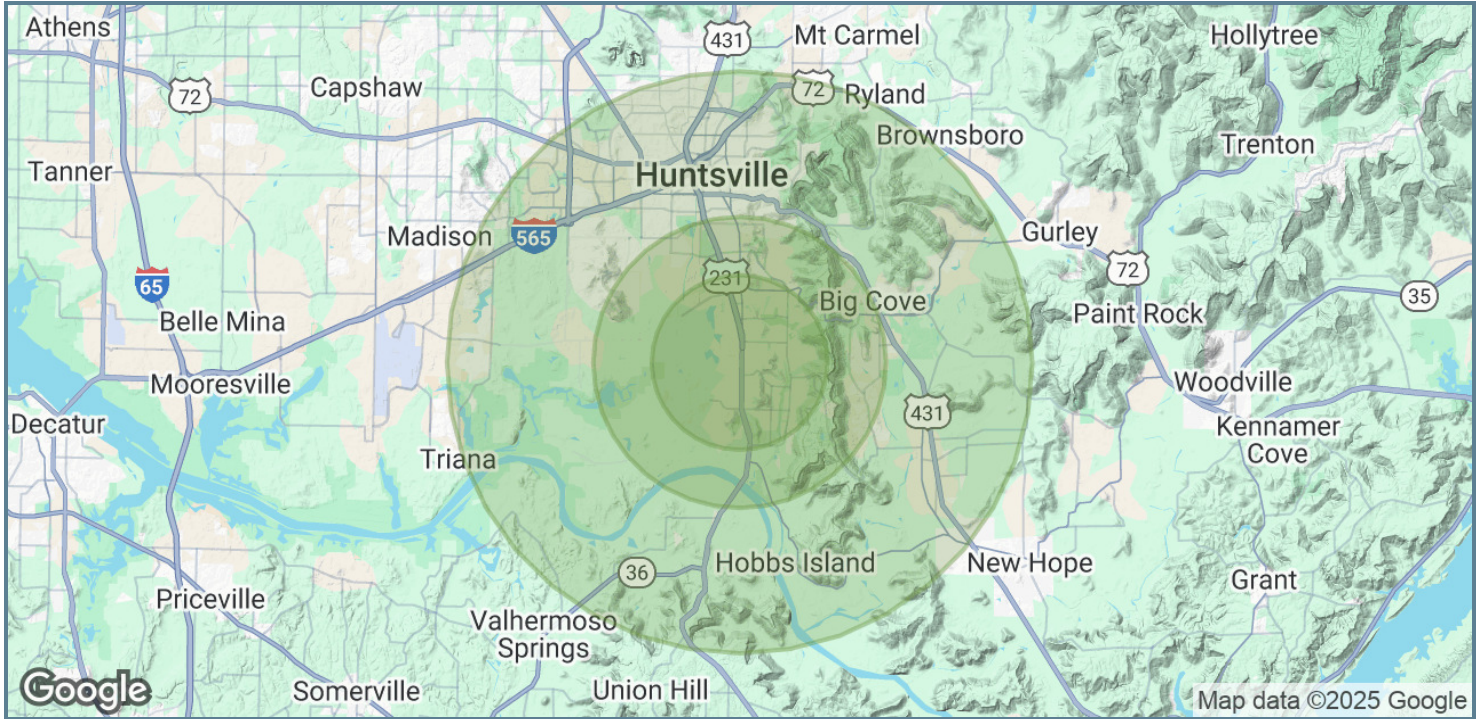 Athens
431
Mt Carmel
Hollytree
72
Capshaw
72
Ryland
Brownsboro
Trenton
Tanner
Huntsville
Madison
565
Gurley
65
231
72
Big Cove
35
Belle Mina
Paint Rock
Mooresville
Woodville
Decatur
431
Kennamer
Cove
Triana
Hobbs Island
New Hope
36
Grant
Priceville
Valhermoso
Springs
Somerville
Union Hill
Google
Map data ©2025 Google